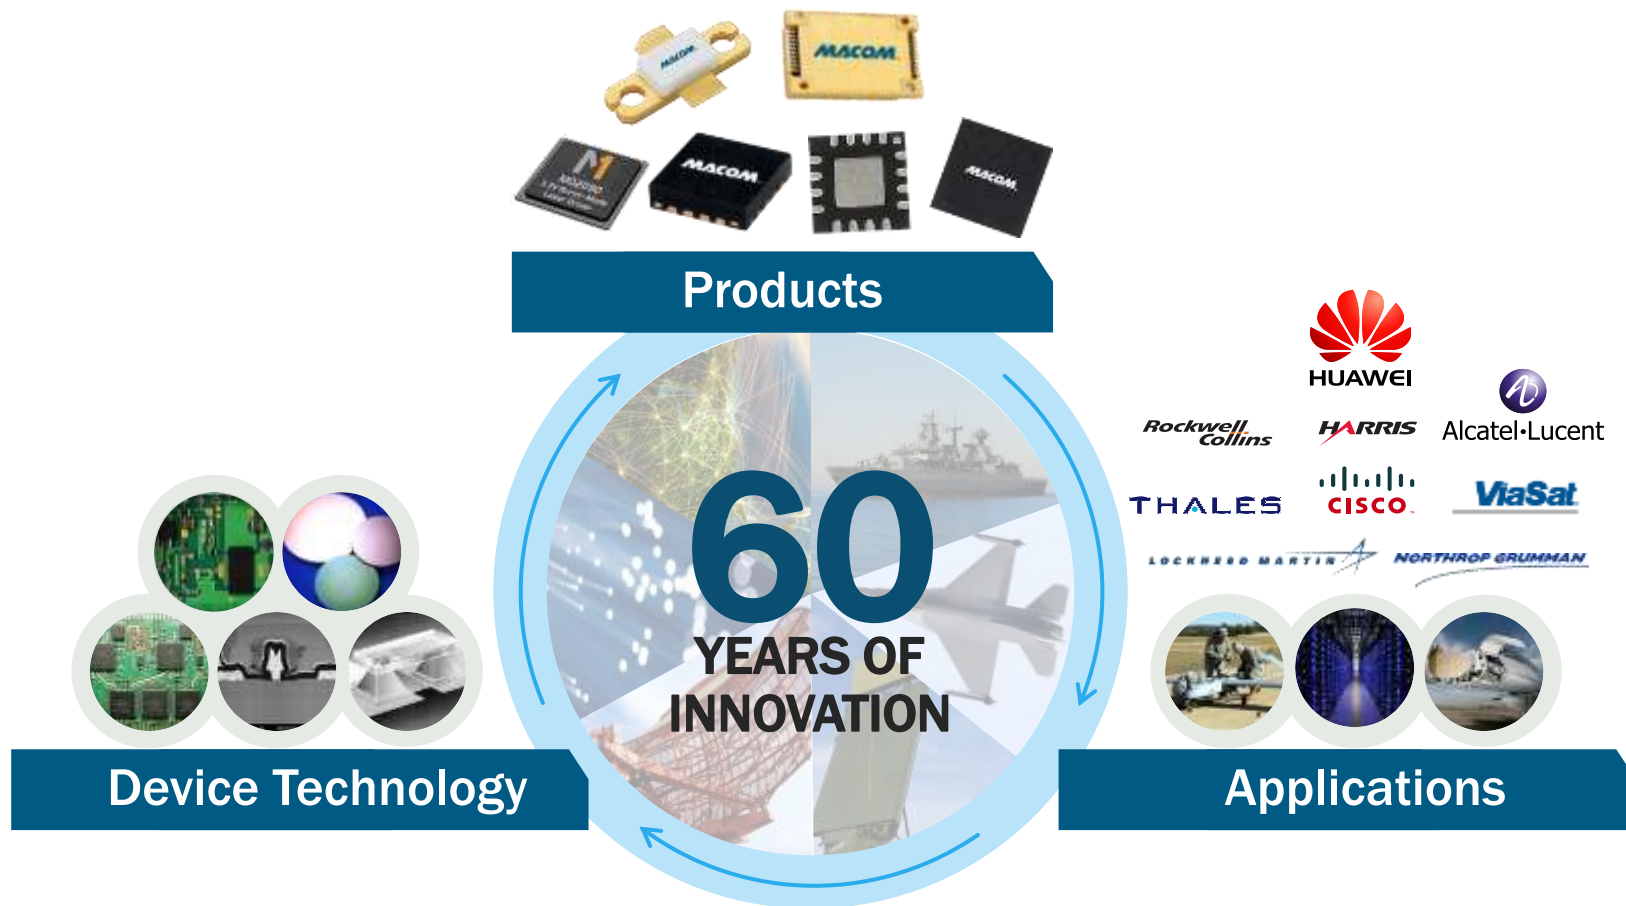 MACOM
MACOM
M
MACOM
MACOM
Products
HUAWEI
Rockwell
Collins
HARRIS
Alcatel·Lucent
THALES
CISCO
ViaSat
LOCKHEED MARTIN
NORTHROP GRUMMAN
60
YEARS OF
INNOVATION
Device Technology
Applications